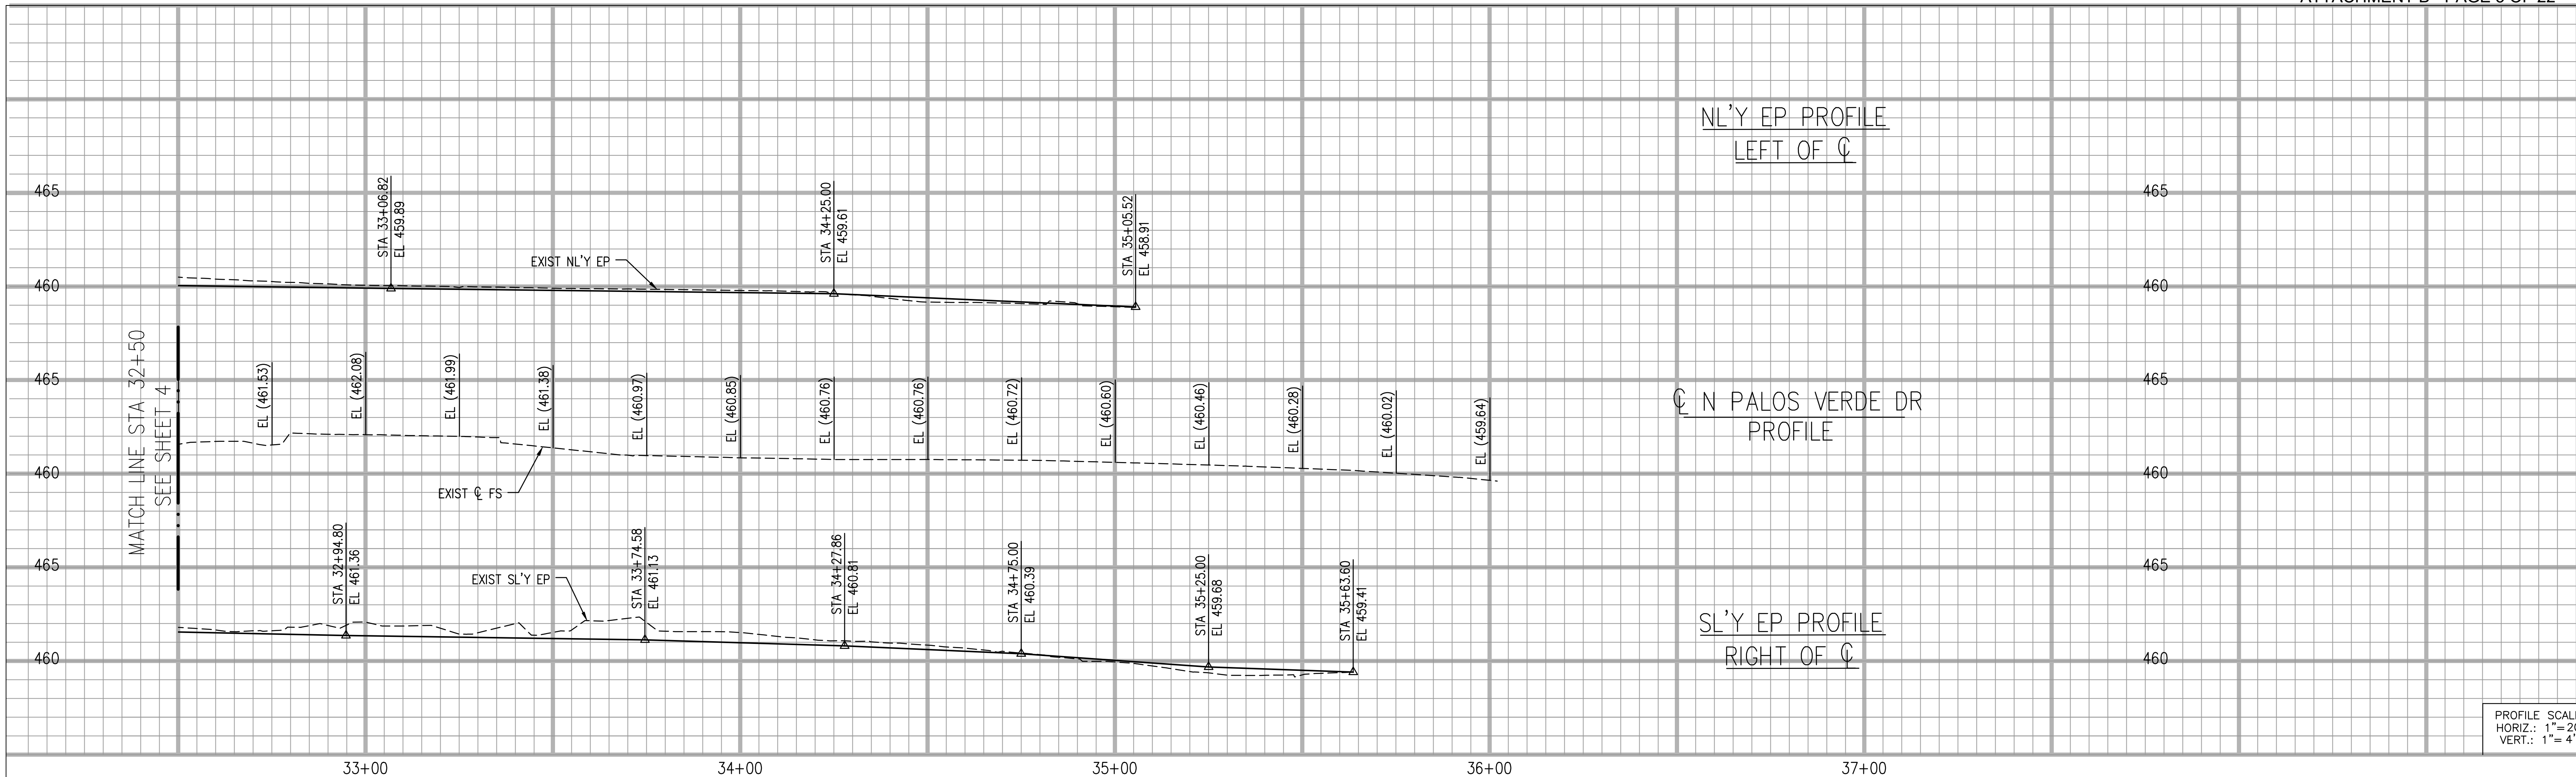 NL'Y EP PROFILE
LEFT OF ℄
465
465
STA 33+06.82
EL 459.89
STA 34+25.00
EL 459.61
STA 35+05.52
EL 458.91
EXIST NL'Y EP
460
460
MATCH LINE STA 32+50
SEE SHEET 4
465
465
EL (461.53)
EL (462.08)
EL (461.99)
EL (461.38)
EL (460.97)
EL (460.85)
EL (460.76)
EL (460.76)
EL (460.72)
EL (460.60)
EL (460.46)
EL (460.28)
EL (460.02)
EL (459.64)
℄ N PALOS VERDE DR
PROFILE
460
460
EXIST ℄ FS
465
465
STA 32+94.80
EL 461.36
EXIST SL'Y EP
STA 33+74.58
EL 461.13
STA 34+27.86
EL 460.81
STA 34+75.00
EL 460.39
STA 35+25.00
EL 459.68
STA 35+63.60
EL 459.41
SL'Y EP PROFILE
RIGHT OF ℄
460
460
PROFILE
HORIZ.: 1"=
VERT.: 1"= 4'
33+00
34+00
35+00
36+00
37+00